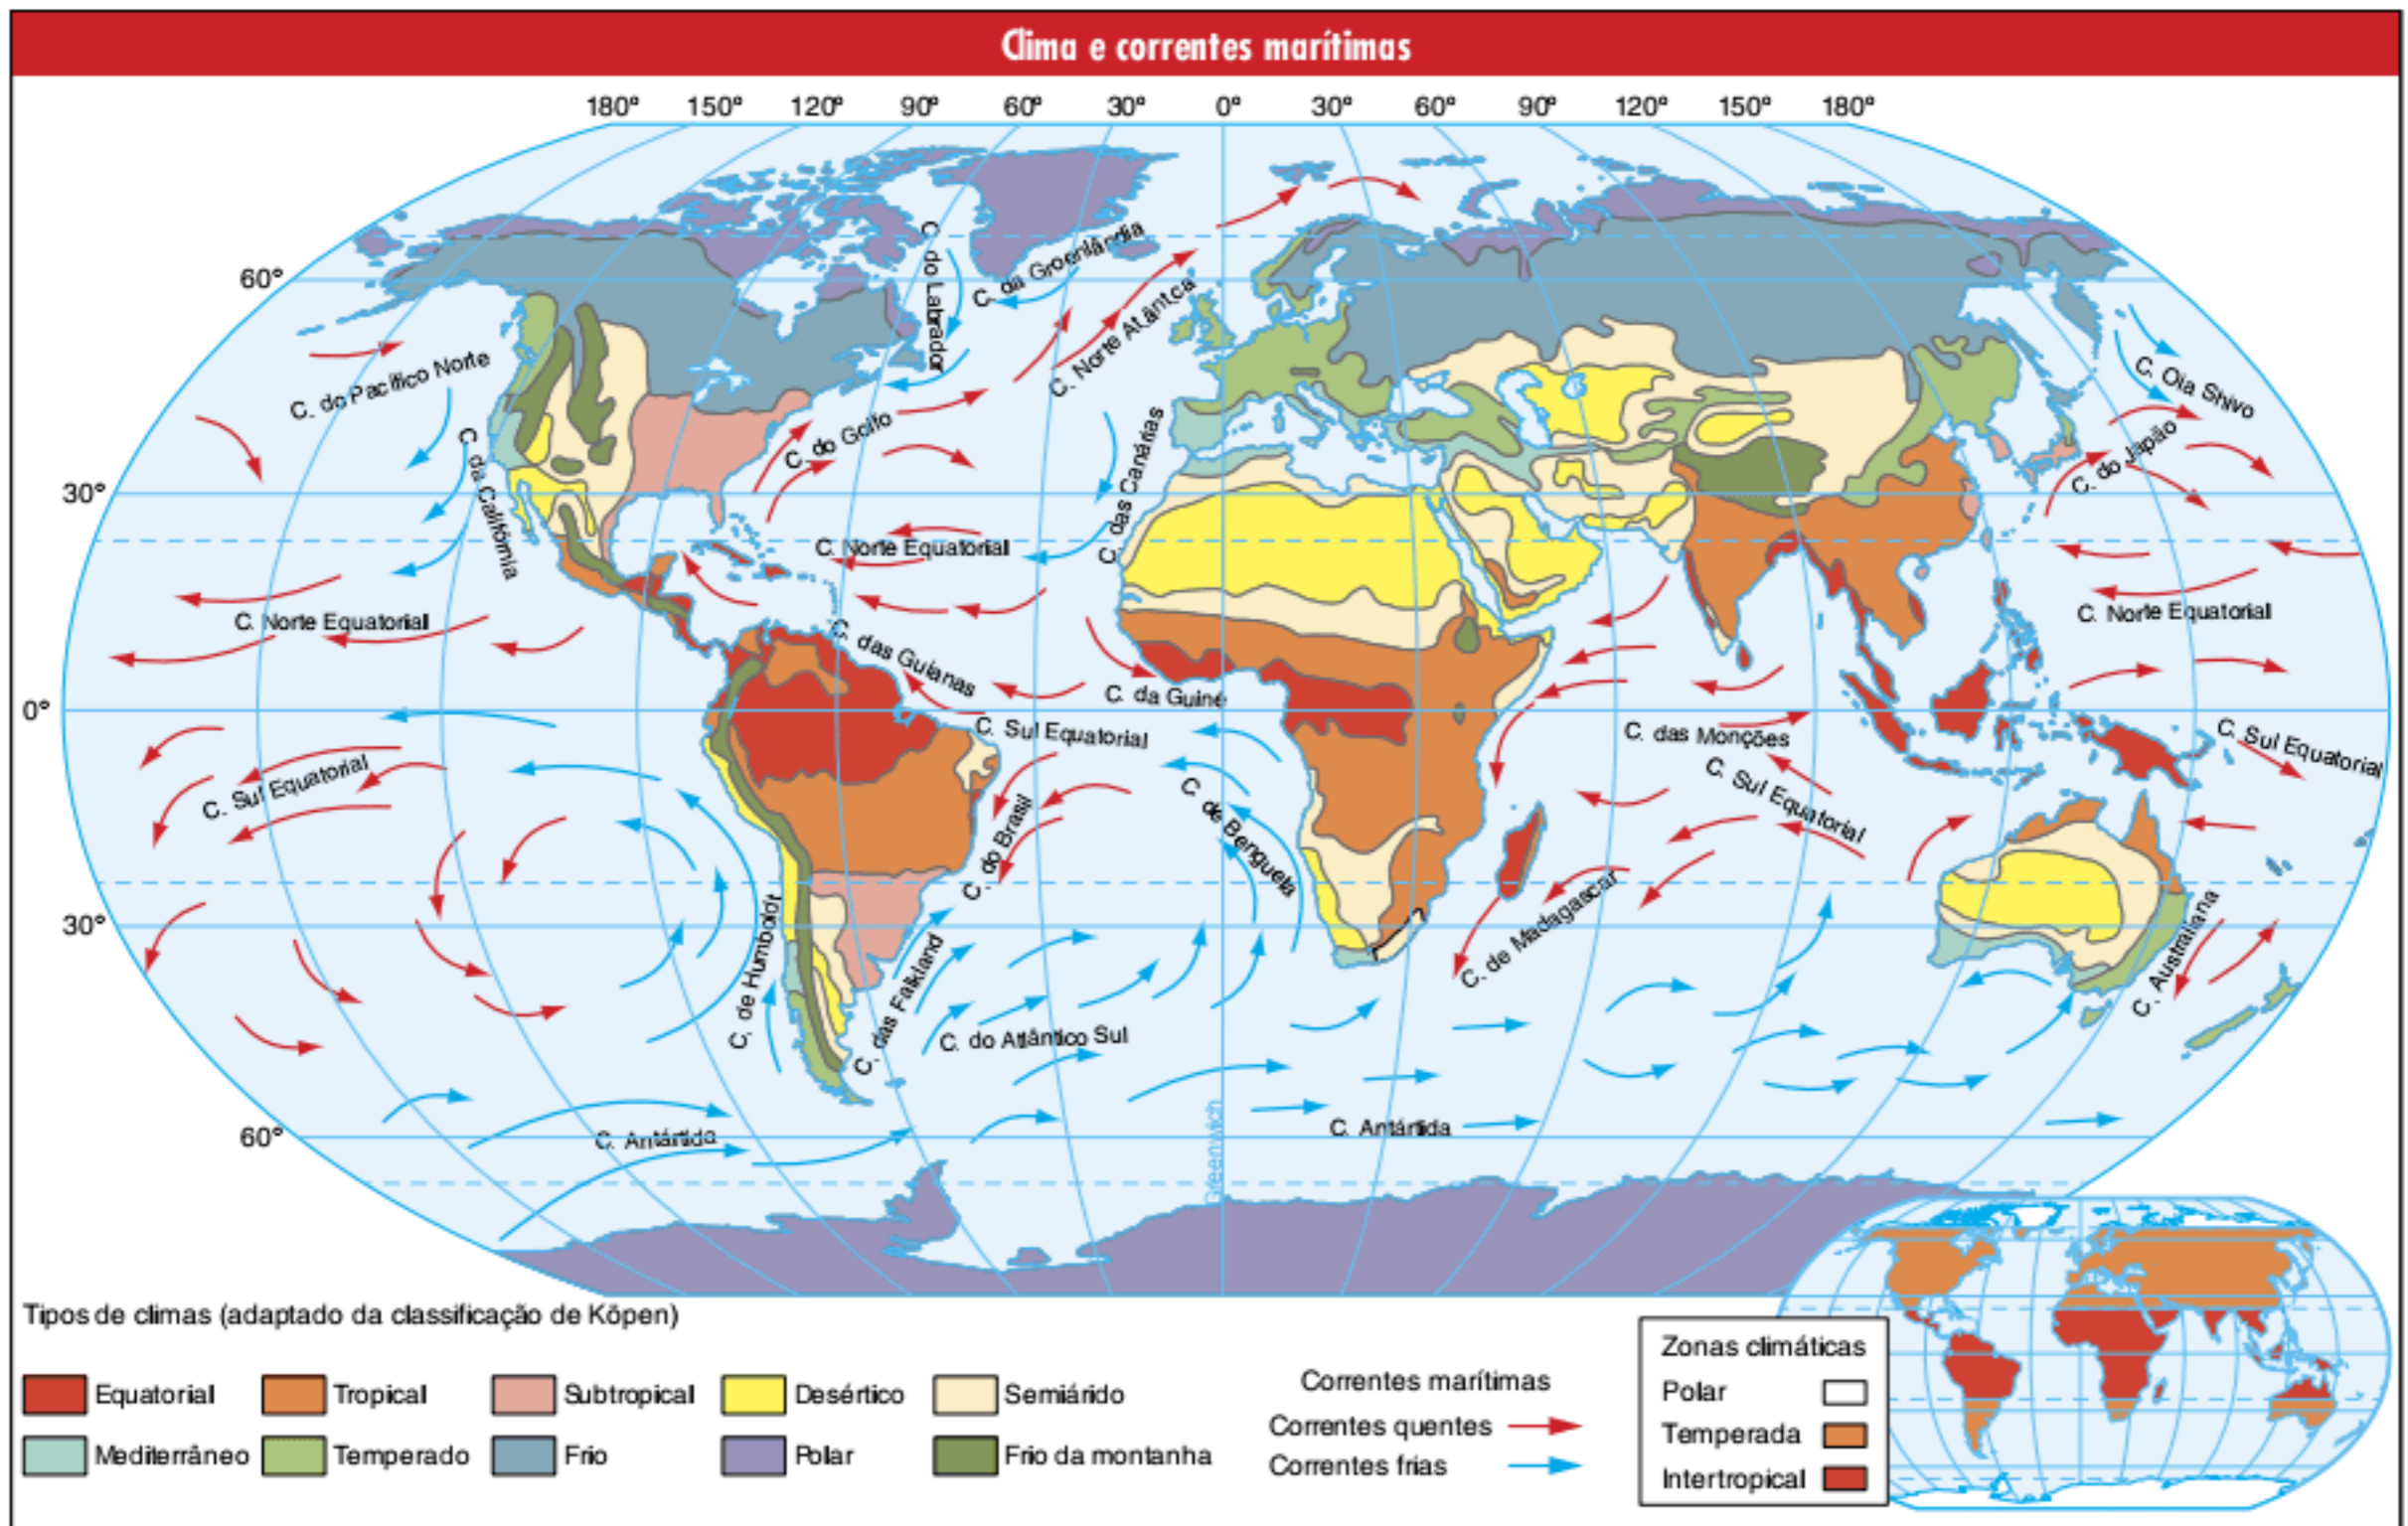 Clima e correntes marítimas
180° 150° 120° 90° 60° 30° 0° 30° 60° 90° 120° 150° 180°
60°
30°
0°
30°
60°
C. do Labrador
C. da Groenlândia
C. Norte Atlântca
C. do Pacífico Norte
C. da Califórnia
C. do Golfo
C. das Canárias
C. Oia Shivo
C. do Japão
C. Norte Equatorial
C. Norte Equatorial
C. Norte Equatorial
C. das Guianas
C. da Guiné
C. Sul Equatorial
C. das Monções
C. Sul Equatorial
C. Sul Equatorial
C. Sul Equatorial
C. do Brasil
C. de Benguela
C. de Madagascar
C. Australiana
C. de Humboldt
C. das Falkland
C. do Atlântico Sul
C. Antártida
C. Antártida
Greenwich
Tipos de climas (adaptado da classificação de Köpen)
Equatorial
Tropical
Subtropical
Desértico
Semiárido
Mediterrâneo
Temperado
Frio
Polar
Frio da montanha
Correntes marítimas
Correntes quentes
Correntes frias
Zonas climáticas
Polar
Temperada
Intertropical